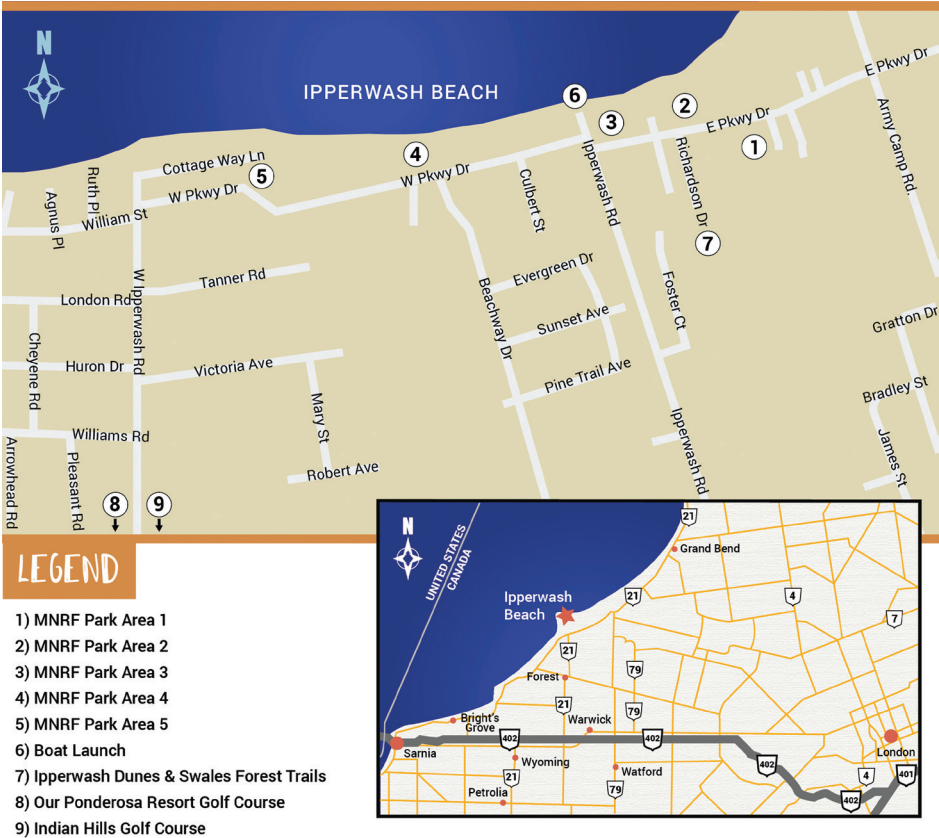 N
IPPERWASH BEACH
E Pkwy Dr
6
2
3
E Pkwy Dr
1
Army Camp Rd.
4
Cottage Way Ln
5
W Pkwy Dr
W Pkwy Dr
Ruth Pl
Agnus Pl
William St
Culbert St
Ipperwash Rd
Richardson Dr
7
W Ipperwash Rd
Tanner Rd
London Rd
Evergreen Dr
Beachway Dr
Sunset Ave
Foster Ct
Gratton Dr
Cheyene Rd
Huron Dr
Victoria Ave
Pine Trail Ave
Bradley St
Mary St
Williams Rd
Ipperwash Rd
James St
Arrowhead Rd
Pleasant Rd
Robert Ave
8
9
LEGEND
1) MNRF Park Area 1
2) MNRF Park Area 2
3) MNRF Park Area 3
4) MNRF Park Area 4
5) MNRF Park Area 5
6) Boat Launch
7) Ipperwash Dunes & Swales Forest Trails
8) Our Ponderosa Resort Golf Course
9) Indian Hills Golf Course
N
UNITED STATES
CANADA
21
Grand Bend
Ipperwash
Beach
21
4
7
21
79
Forest
21
79
Bright's
Grove
Warwick
402
402
Sarnia
London
Wyoming
402
Watford
21
79
4
401
Petrolia
402